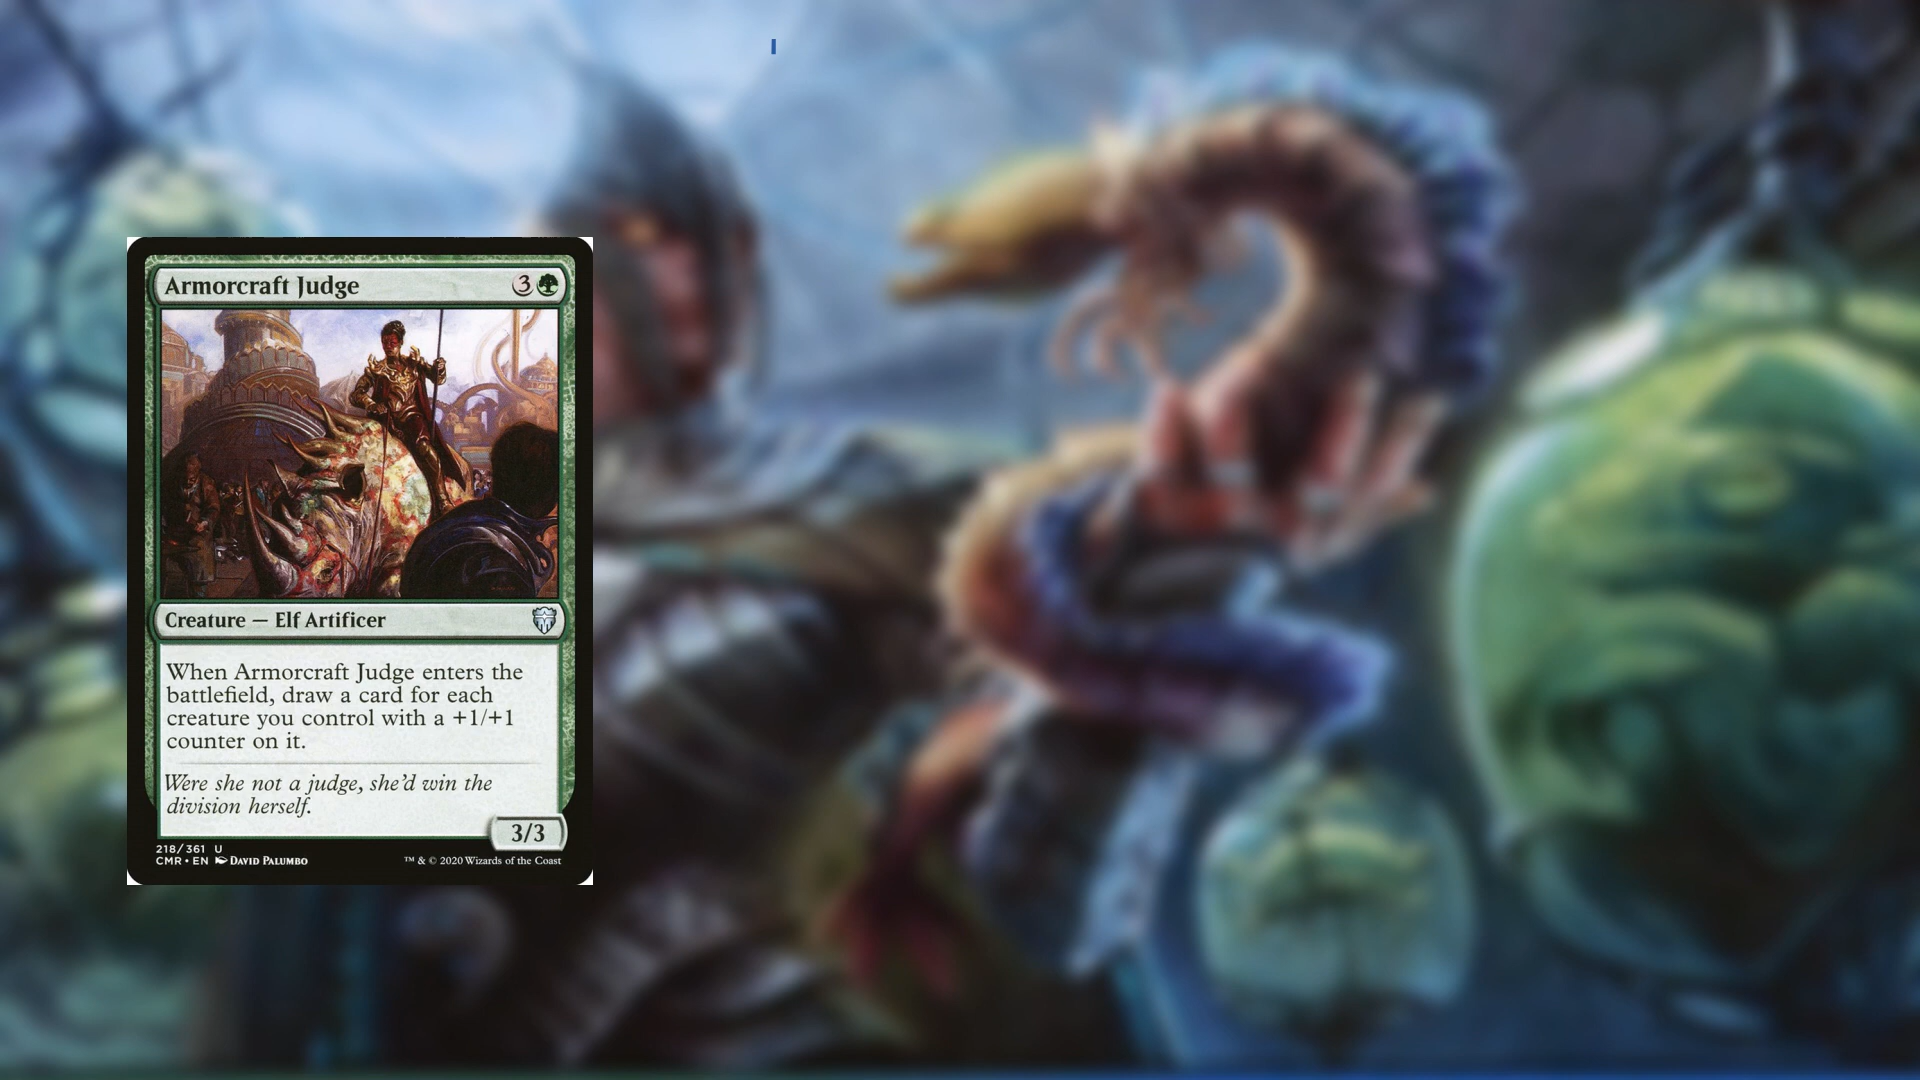 Armorcraft Judge 3
Creature — Elf Artificer
When Armorcraft Judge enters the
battlefield, draw a card for each
creature you control with a +1/+1
counter on it.
Were she not a judge, she'd win the
division herself.
3/3
218/361 U
CMR • EN DAVID PALUMBO ™ & © 2020 Wizards of the Coast